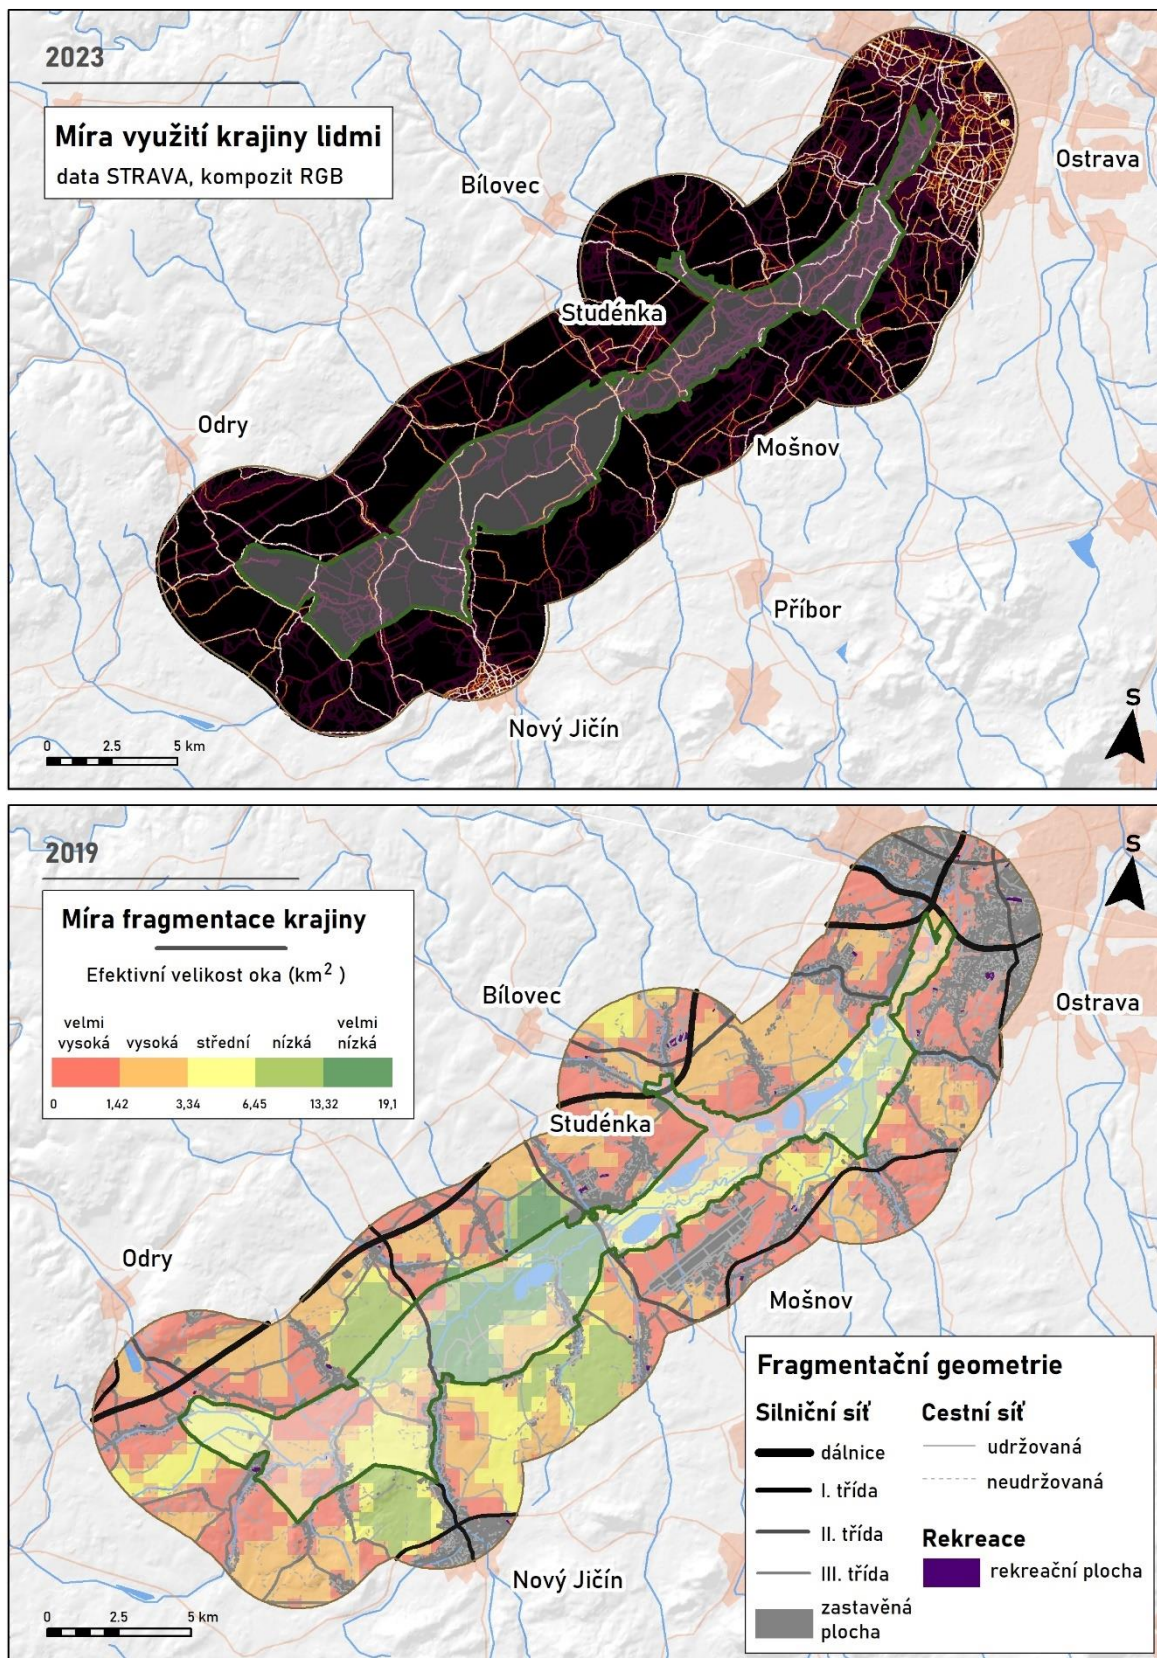 2023
Míra využití krajiny lidmi
data STRAVA, kompozit RGB
Bílovec
Ostrava
Studénka
Odry
Mošnov
Příbor
Nový Jičín
S
0 2.5 5 km
2019
Míra fragmentace krajiny
Efektivní velikost oka (km²)
velmi vysoká
vysoká
střední
nízká
velmi nízká
0 1,42 3,34 6,45 13,32 19,1
S
Bílovec
Ostrava
Studénka
Odry
Mošnov
Nový Jičín
0 2.5 5 km
Fragmentační geometrie
Silniční síť
dálnice
I. třída
II. třída
III. třída
zastavěná
plocha
Cestní síť
udržovaná
neudržovaná
Rekreace
rekreační plocha